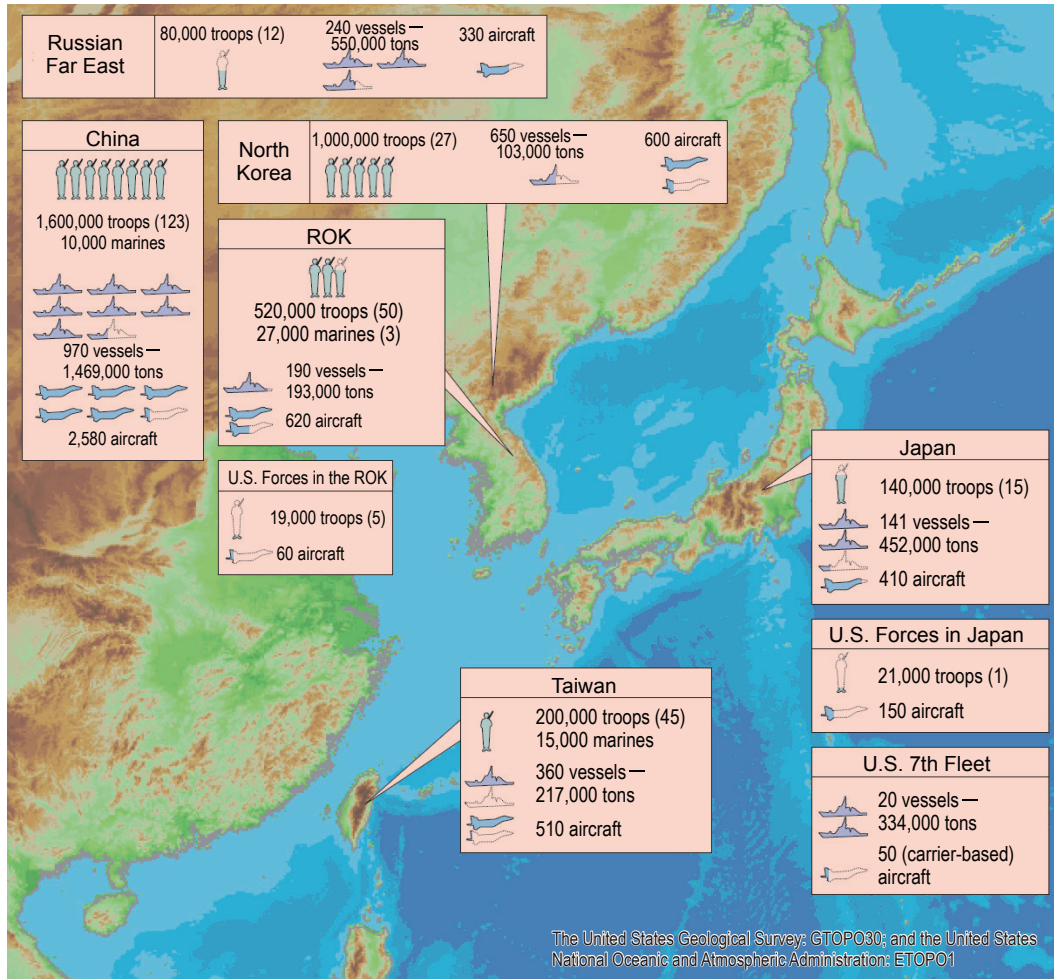 Russian
Far East
80,000 troops (12)
240 vessels—
550,000 tons
330 aircraft
China
1,600,000 troops (123)
10,000 marines
970 vessels—
1,469,000 tons
2,580 aircraft
North
Korea
1,000,000 troops (27)
650 vessels—
103,000 tons
600 aircraft
ROK
520,000 troops (50)
27,000 marines (3)
190 vessels—
193,000 tons
620 aircraft
U.S. Forces in the ROK
19,000 troops (5)
60 aircraft
Japan
140,000 troops (15)
141 vessels—
452,000 tons
410 aircraft
U.S. Forces in Japan
21,000 troops (1)
150 aircraft
Taiwan
200,000 troops (45)
15,000 marines
360 vessels—
217,000 tons
510 aircraft
U.S. 7th Fleet
20 vessels—
334,000 tons
50 (carrier-based)
aircraft
The United States Geological Survey: GTOPO30; and the United States
National Oceanic and Atmospheric Administration: ETOPO1